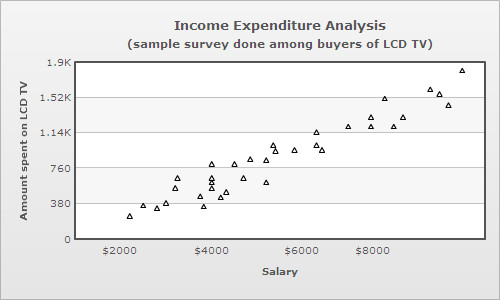 Income Expenditure Analysis
(sample survey done among buyers of LCD TV)
Amount spent on LCD TV
1.9K
1.52K
1.14K
760
380
0
$2000 $4000 $6000 $8000
Salary